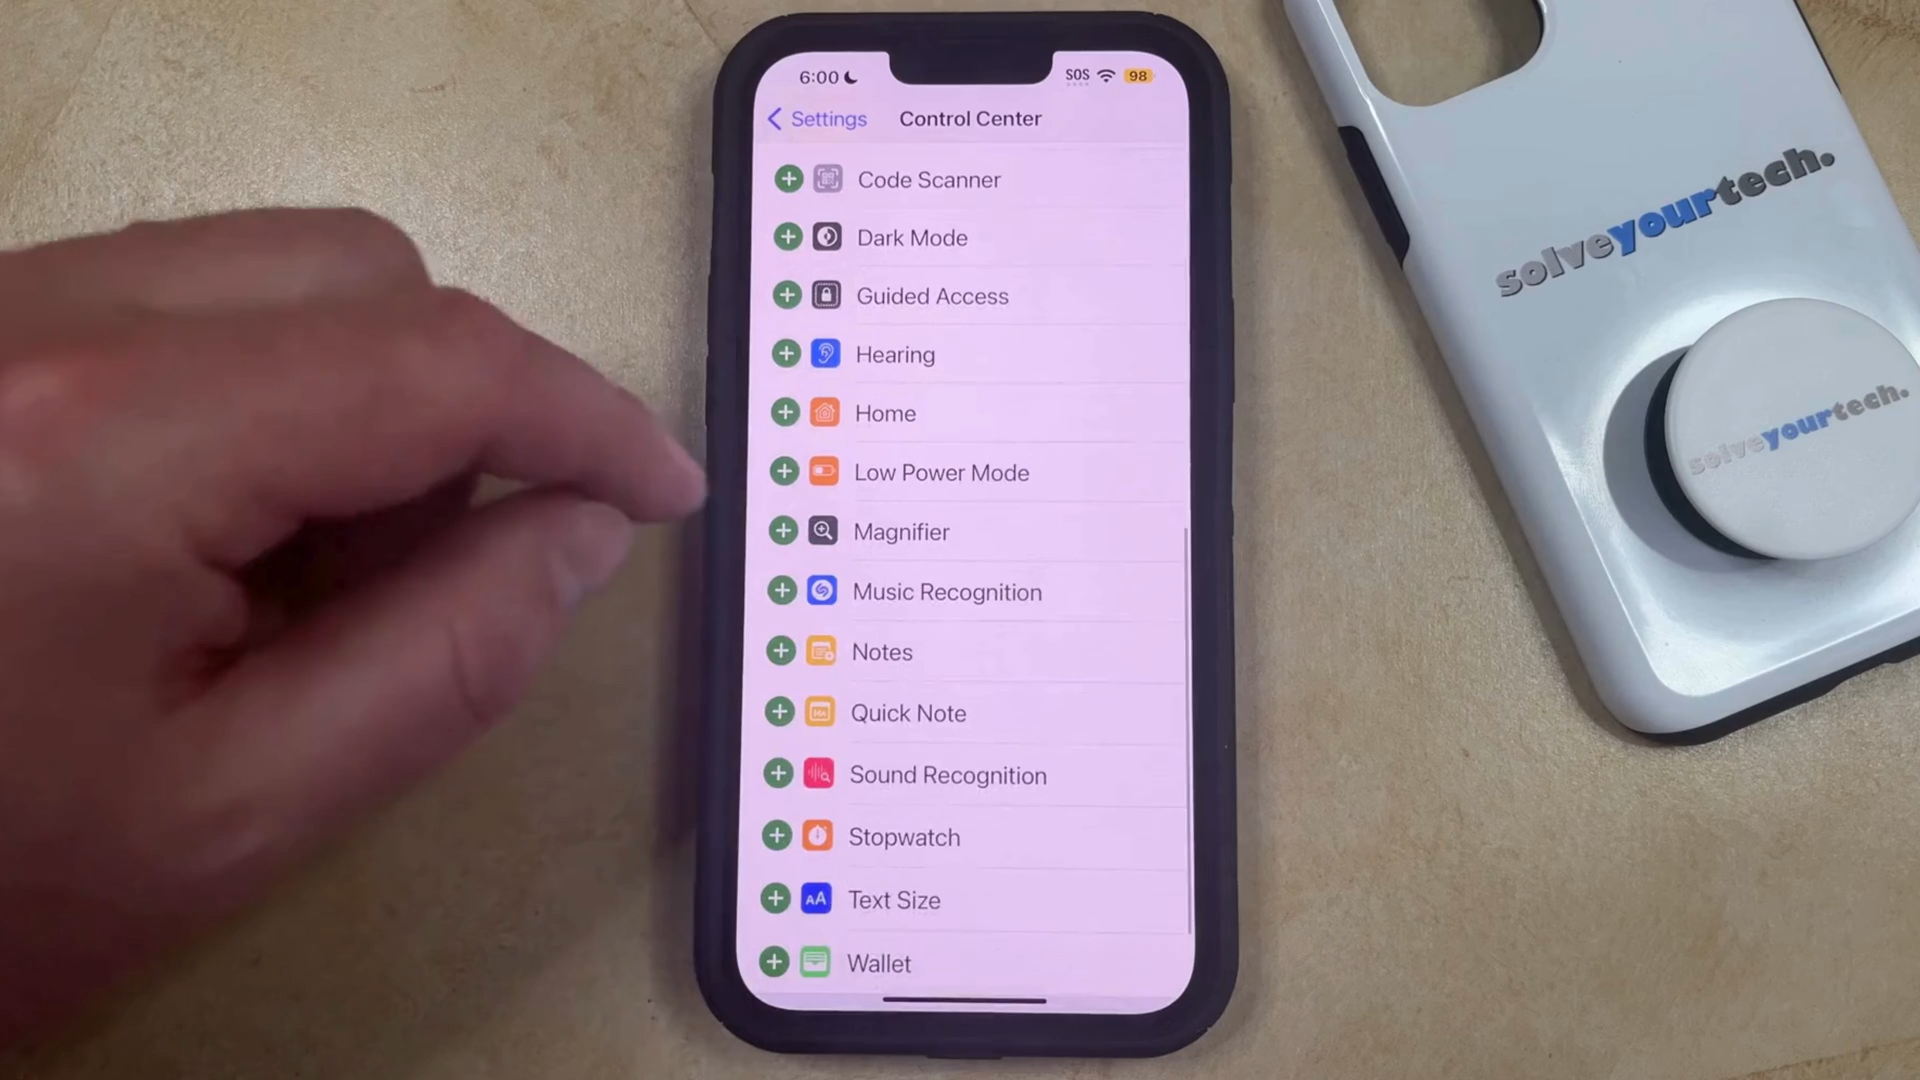 6:00
SOS
98
Settings
Control Center
Code Scanner
Dark Mode
Guided Access
Hearing
Home
Low Power Mode
Magnifier
Music Recognition
Notes
Quick Note
Sound Recognition
Stopwatch
AA Text Size
Wallet
solveyourtech.
solveyourtech.